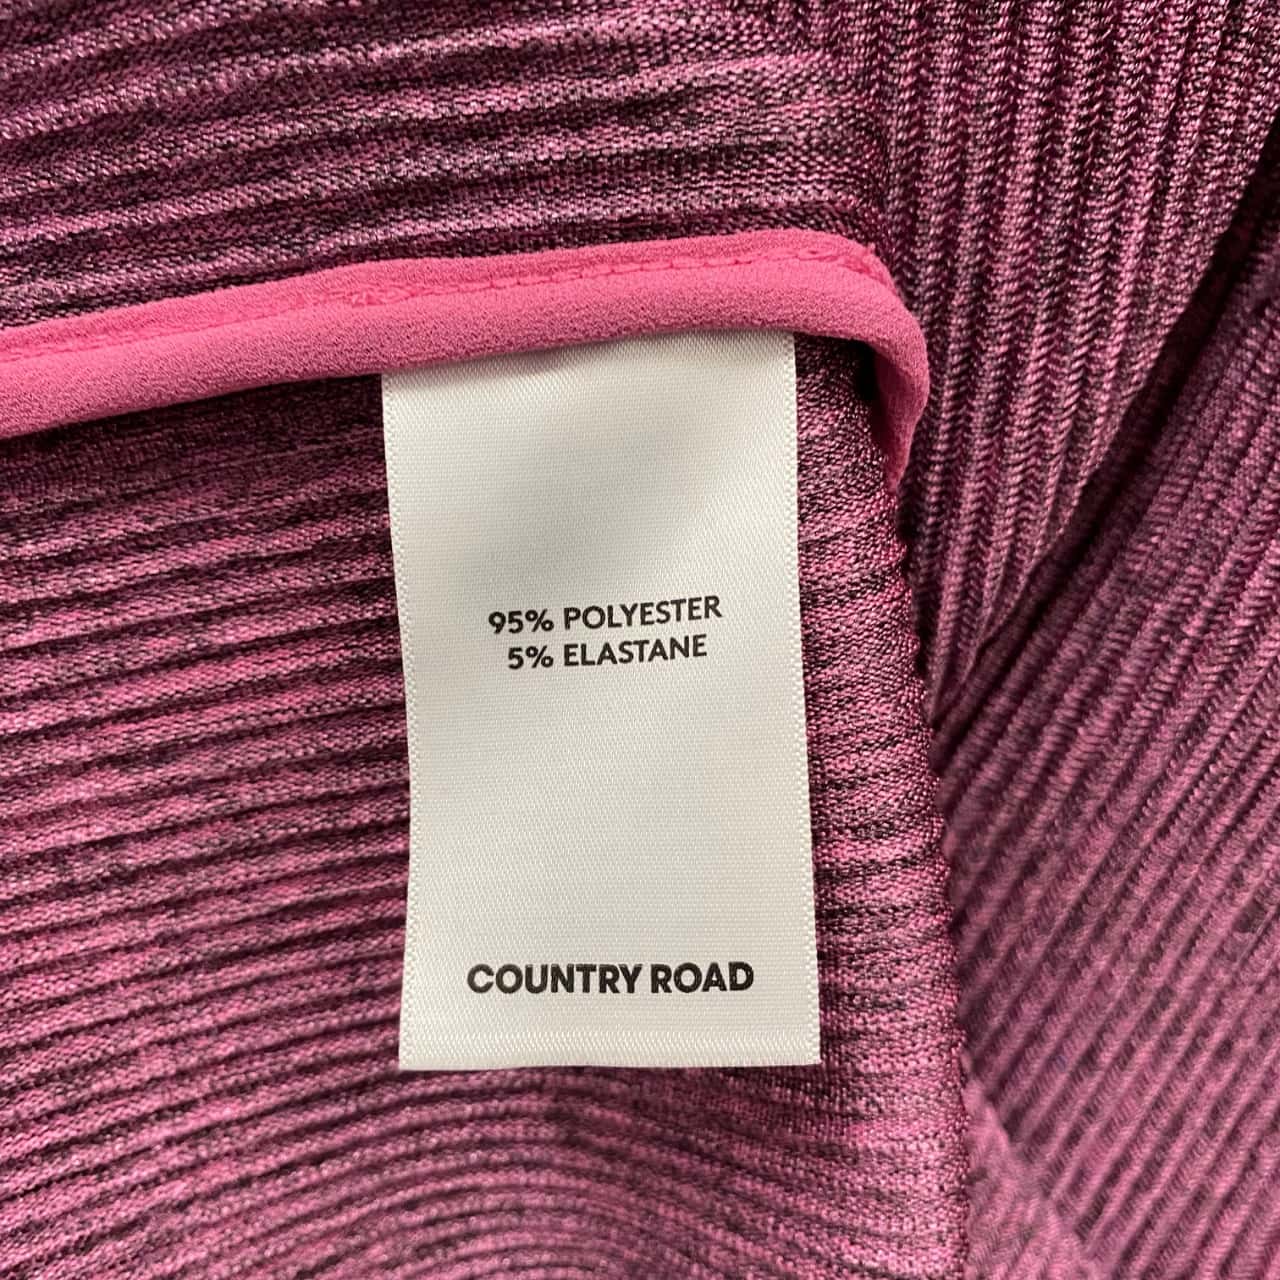 95% POLYESTER
5% ELASTANE
COUNTRY ROAD